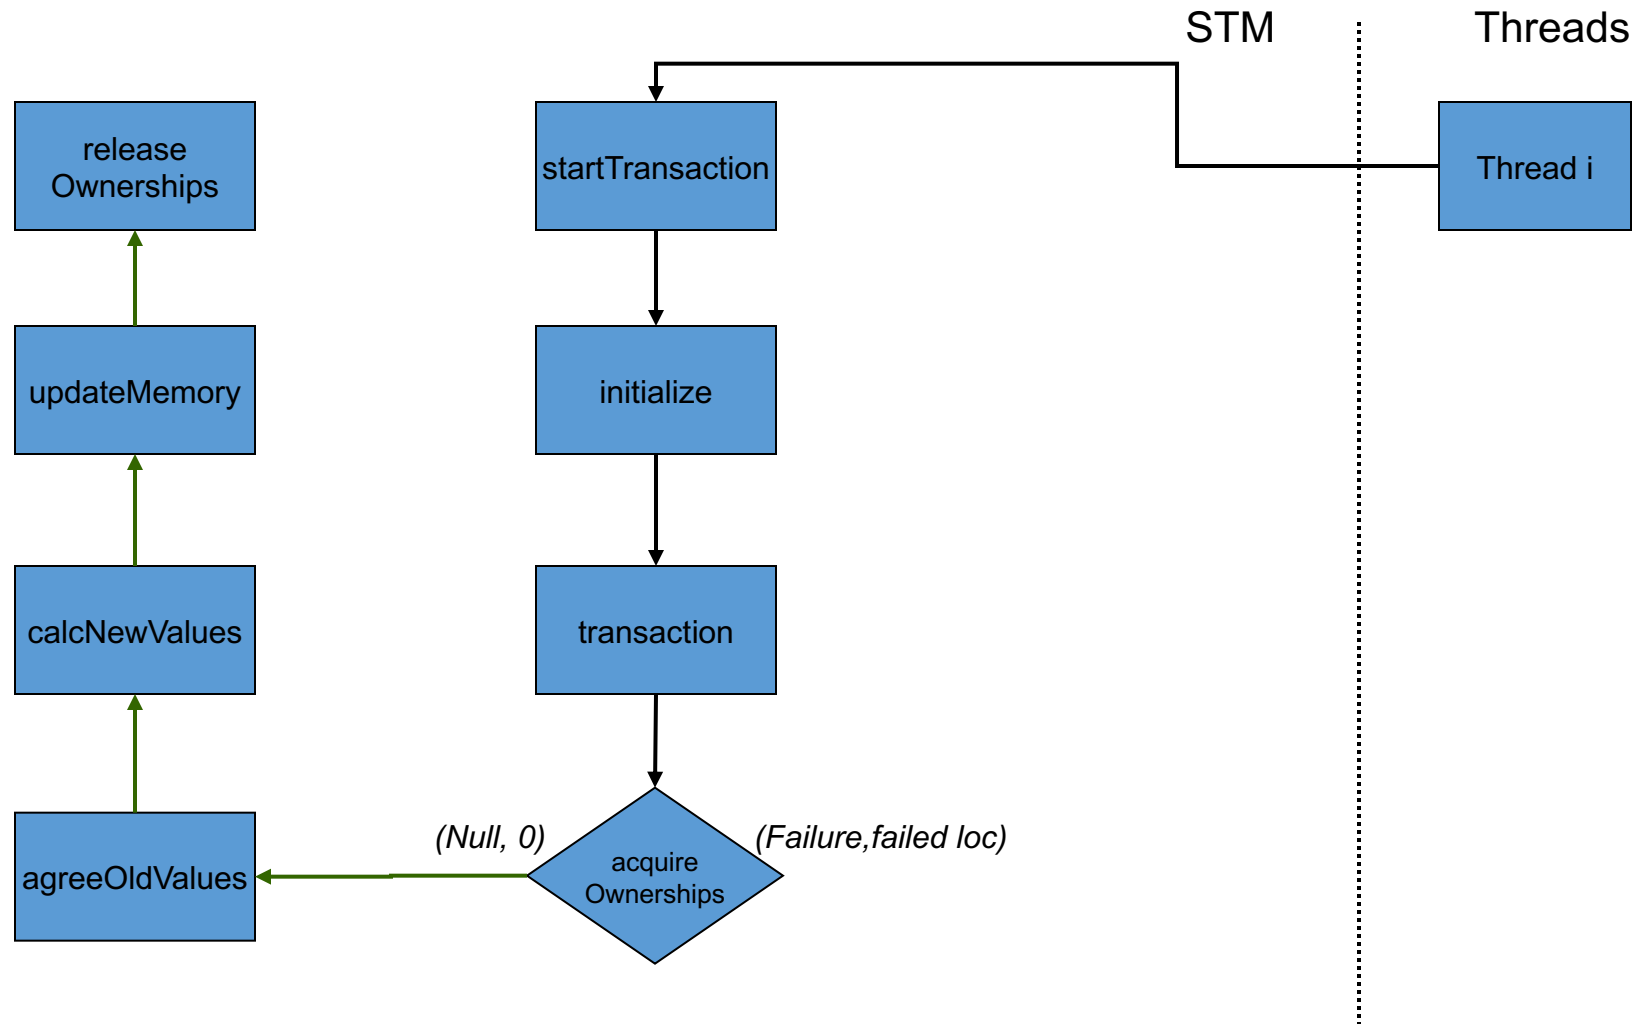 STM
Threads
release
Ownerships
startTransaction
Thread i
updateMemory
initialize
calcNewValues
transaction
(Null, 0)
(Failure,failed loc)
agreeOldValues
acquire
Ownerships